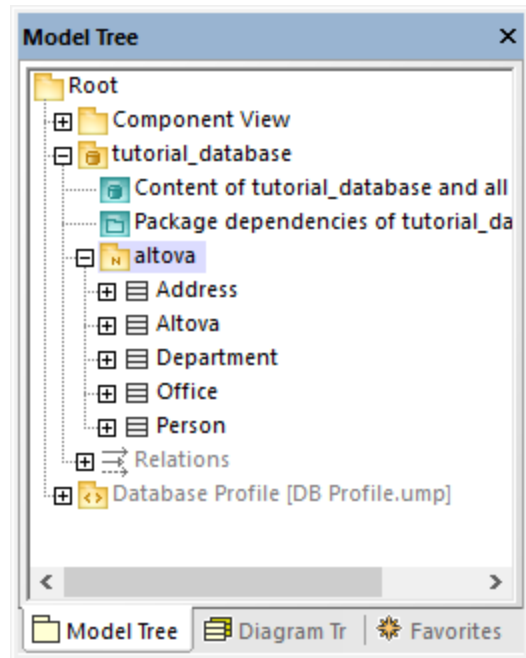 Model Tree
Root
Component View
tutorial_database
Content of tutorial_database and all
Package dependencies of tutorial_da
altova
Address
Altova
Department
Office
Person
Relations
Database Profile [DB Profile.ump]
Model Tree Diagram Tr Favorites